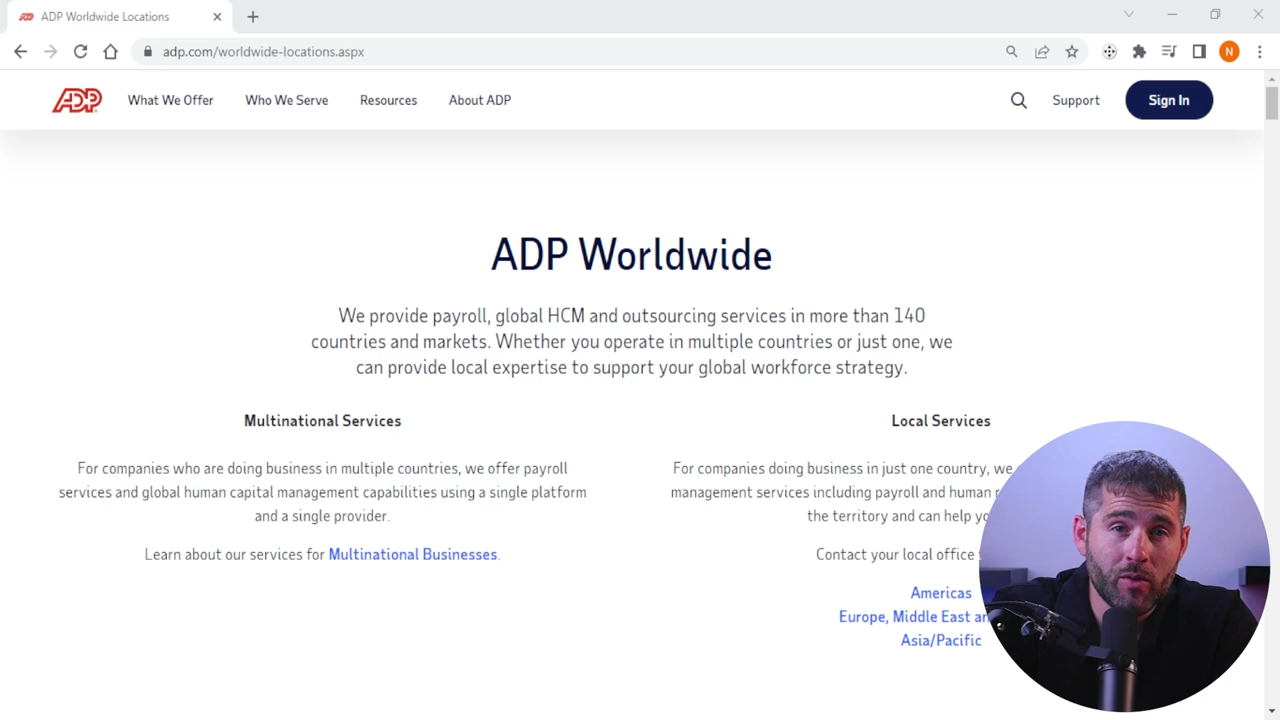 ADP Worldwide Locations
adp.com/worldwide-locations.aspx
N
ADP
What We Offer
Who We Serve
Resources
About ADP
Support
Sign In
ADP Worldwide
We provide payroll, global HCM and outsourcing services in more than 140
countries and markets. Whether you operate in multiple countries or just one, we
can provide local expertise to support your global workforce strategy.
Multinational Services
For companies who are doing business in multiple countries, we offer payroll
services and global human capital management capabilities using a single platform
and a single provider.
Learn about our services for Multinational Businesses.
Local Services
For companies doing business in just one country, we
management services including payroll and human
the territory and can help
Contact your local office
Americas
Europe, Middle East
Asia/Pacific